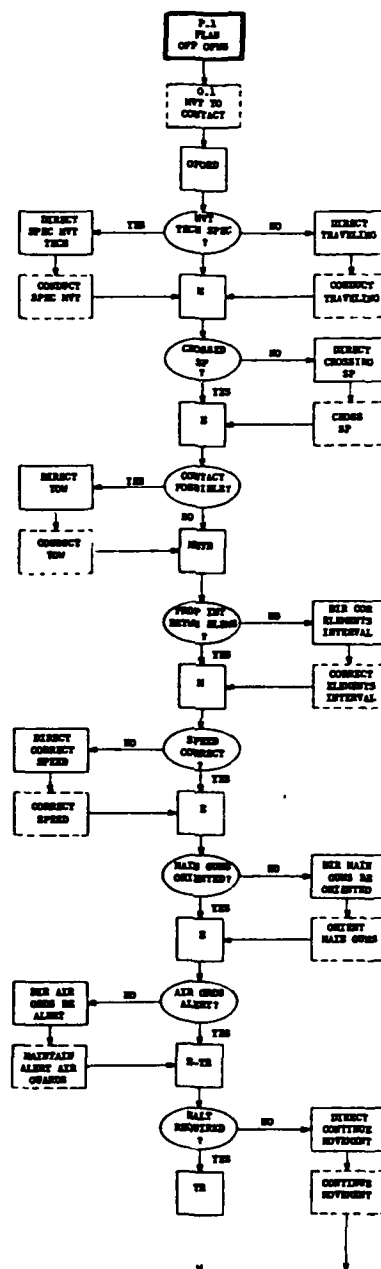 P.1
PLAN
OFF OPNS
O.1
MVT TO
CONTACT
OPORD
DIRECT
SPEC MVT
TECH
YES
MVT
TECH SPEC
?
NO
DIRECT
TRAVELING
CONDUCT
SPEC MVT
CONDUCT
TRAVELING
CROSSED
SP
?
NO
DIRECT
CROSSING
SP
YES
CROSS
SP
DIRECT
TOW
YES
CONTACT
POSSIBLE?
NO
CONDUCT
TOW
PROP INT
BETWN ELEMS
?
NO
DIR COR
ELEMENTS
INTERVAL
YES
M
CORRECT
ELEMENTS
INTERVAL
DIRECT
CORRECT
SPEED
NO
SPEED
CORRECT
?
YES
CORRECT
SPEED
MAIN GUNS
ORIENTED?
NO
DIR MAIN
GUNS BE
ORIENTED
YES
ORIENT
MAIN GUNS
DIR AIR
GRDS BE
ALERT
NO
AIR GRDS
ALERT?
YES
MAINTAIN
ALERT AIR
GUARDS
HALT
REQUIRED
?
NO
DIRECT
CONTINUE
MOVEMENT
YES
TR
CONTINUE
MOVEMENT